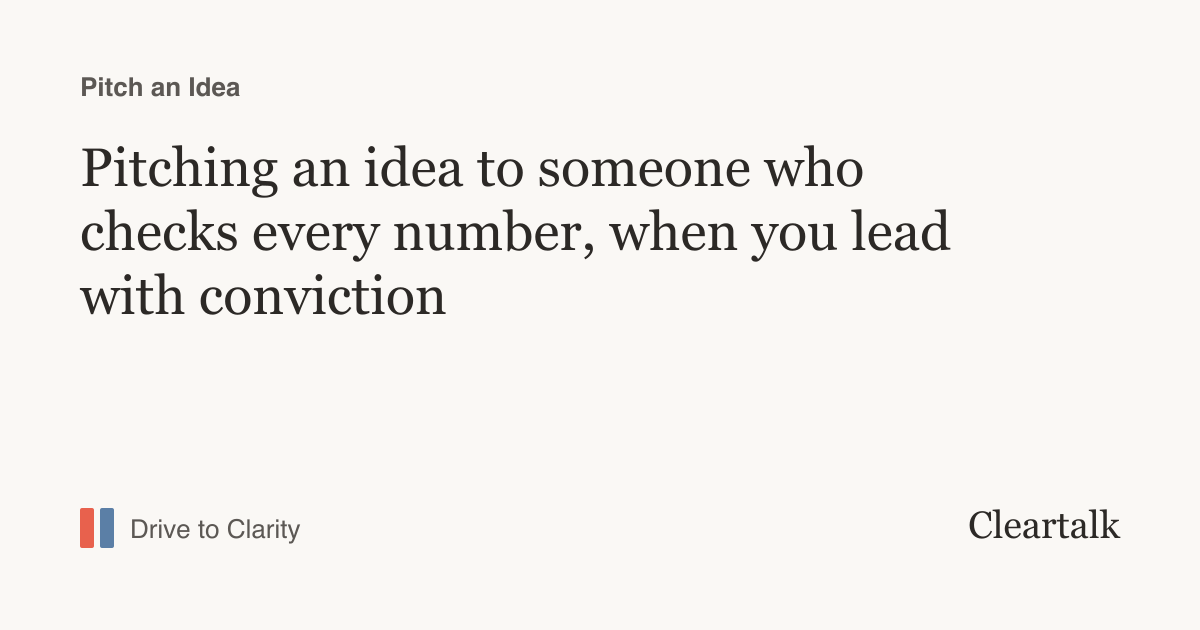 Pitch an Idea
Pitching an idea to someone who
checks every number, when you lead
with conviction
Drive to Clarity
Cleartalk